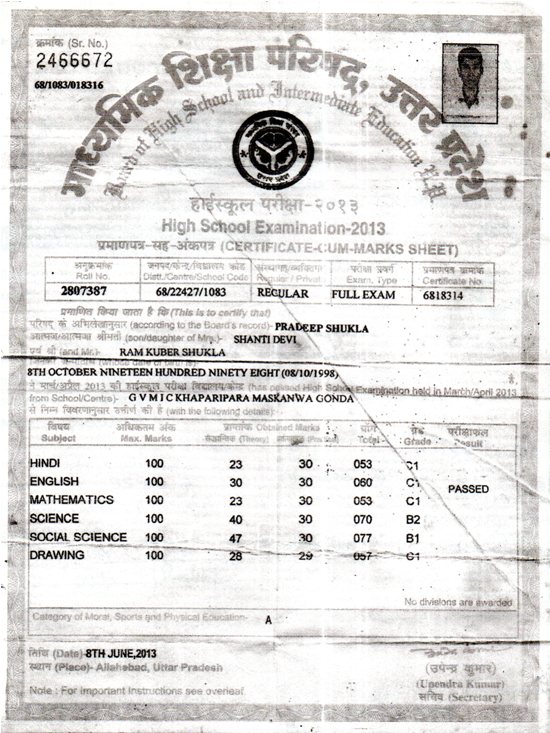 क्रमांक (Sr. No.)
2466672
68/1083/018316
माध्यमिक शिक्षा परिषद, उत्तर प्रदेश
Board of High School and Intermediate Education U.P.
हाईस्कूल परीक्षा-२०१३
High School Examination-2013
प्रमाणपत्र-सह-अंकपत्र (CERTIFICATE-CUM-MARKS SHEET)
अनुक्रमांक जनपद/केन्द्र/विद्यालय कोड संस्थागत/व्यक्तिगत परीक्षा प्रवर्ग प्रमाणपत्र क्रमांक
Roll No. Distt./Centre/School Code Regular / Privat Exam. Type Certificate No.
2807387 68/22427/1083 REGULAR FULL EXAM 6818314
प्रमाणित किया जाता है कि (This is to certify that)
परिषद के अभिलेखानुसार (according to the Board's record)- PRADEEP SHUKLA
आत्मज/आत्मजा श्रीमती (son/daughter of Mrs.)- SHANTI DEVI
एवं श्री (and Mr.)- RAM KUBER SHUKLA
8TH OCTOBER NINETEEN HUNDRED NINETY EIGHT (08/10/1998)
ने मार्च/अप्रैल 2013 की हाईस्कूल परीक्षा विद्यालय/केन्द्र (has passed High School Examination held in March/April 2013
from School/Centre)- G V M I C KHAPARIPARA MASKANWA GONDA से
से निम्न विवरणानुसार उत्तीर्ण की है (with the following details):-
विषय अधिकतम अंक प्राप्तांक Obtained Marks योग ग्रेड परीक्षाफल
Subject Max. Marks सैद्धान्तिक (Theory) Total Grade Result
HINDI 100 23 30 053 C1
ENGLISH 100 30 30 060 C1 PASSED
MATHEMATICS 100 23 30 053 C1
SCIENCE 100 40 30 070 B2
SOCIAL SCIENCE 100 47 30 077 B1
DRAWING 100 28 29 057 C1
No divisions are awarded
Category of Moral, Sports and Physical Education- A
तिथि (Date)- 8TH JUNE,2013
स्थान (Place)- Allahabad, Uttar Pradesh
(उपेन्द्र कुमार)
(Upendra Kumar)
Note : For Important Instructions see overleaf
सचिव (Secretary)